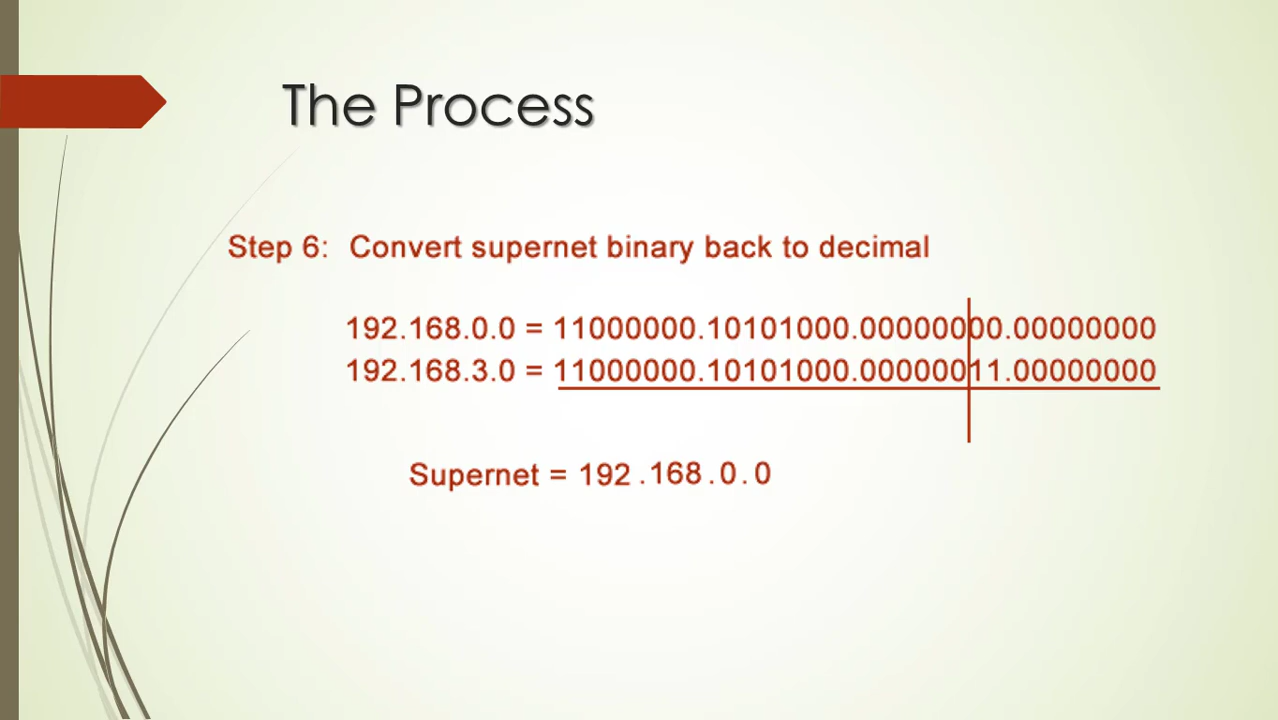 The Process
Step 6: Convert supernet binary back to decimal
192.168.0.0 = 11000000.10101000.00000000.00000000
192.168.3.0 = 11000000.10101000.00000011.00000000
Supernet = 192.168.0.0